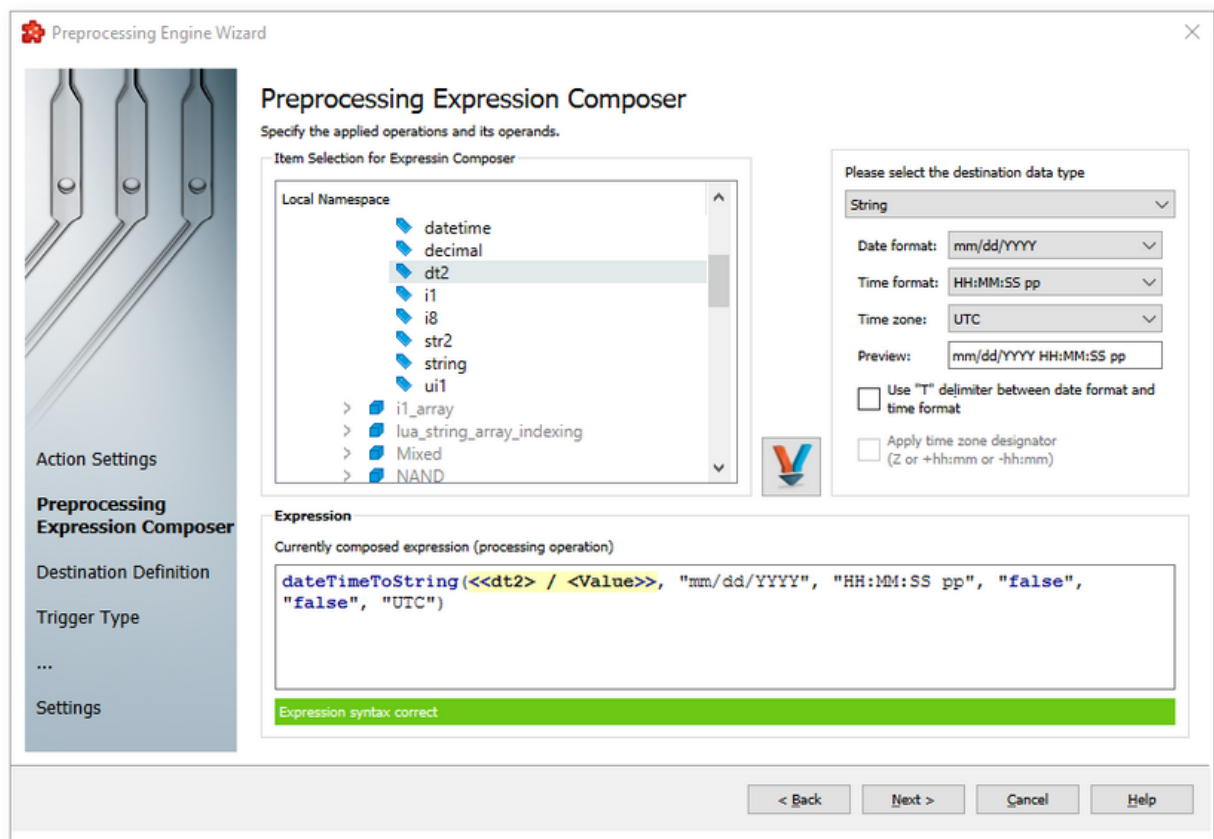 Preprocessing Engine Wizard
Preprocessing Expression Composer
Specify the applied operations and its operands.
Item Selection for Expressin Composer
Local Namespace
datetime
decimal
dt2
i1
i8
str2
string
ui1
i1_array
lua_string_array_indexing
Mixed
NAND
Please select the destination data type
String
Date format: mm/dd/YYYY
Time format: HH:MM:SS pp
Time zone: UTC
Preview: mm/dd/YYYY HH:MM:SS pp
Use "T" delimiter between date format and
time format
Apply time zone designator
(Z or +hh:mm or -hh:mm)
Action Settings
Preprocessing
Expression Composer
Destination Definition
Trigger Type
...
Settings
Expression
Currently composed expression (processing operation)
dateTimeToString(<<dt2> / <Value>>, "mm/dd/YYYY", "HH:MM:SS pp", "false",
"false", "UTC")
Expression syntax correct
< Back
Next >
Cancel
Help